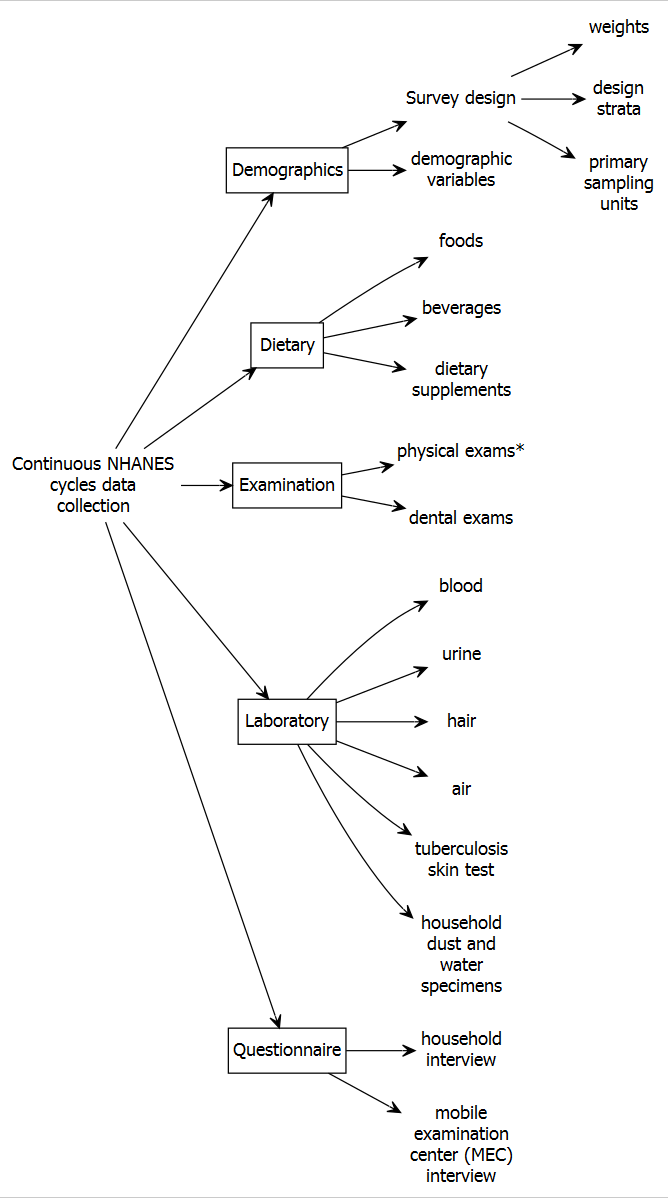 weights
Survey design
design
strata
Demographics
demographic
variables
primary
sampling
units
foods
beverages
Dietary
dietary
supplements
Continuous NHANES
cycles data
collection
physical exams*
Examination
dental exams
blood
urine
Laboratory
hair
air
tuberculosis
skin test
household
dust and
water
specimens
Questionnaire
household
interview
mobile
examination
center (MEC)
interview